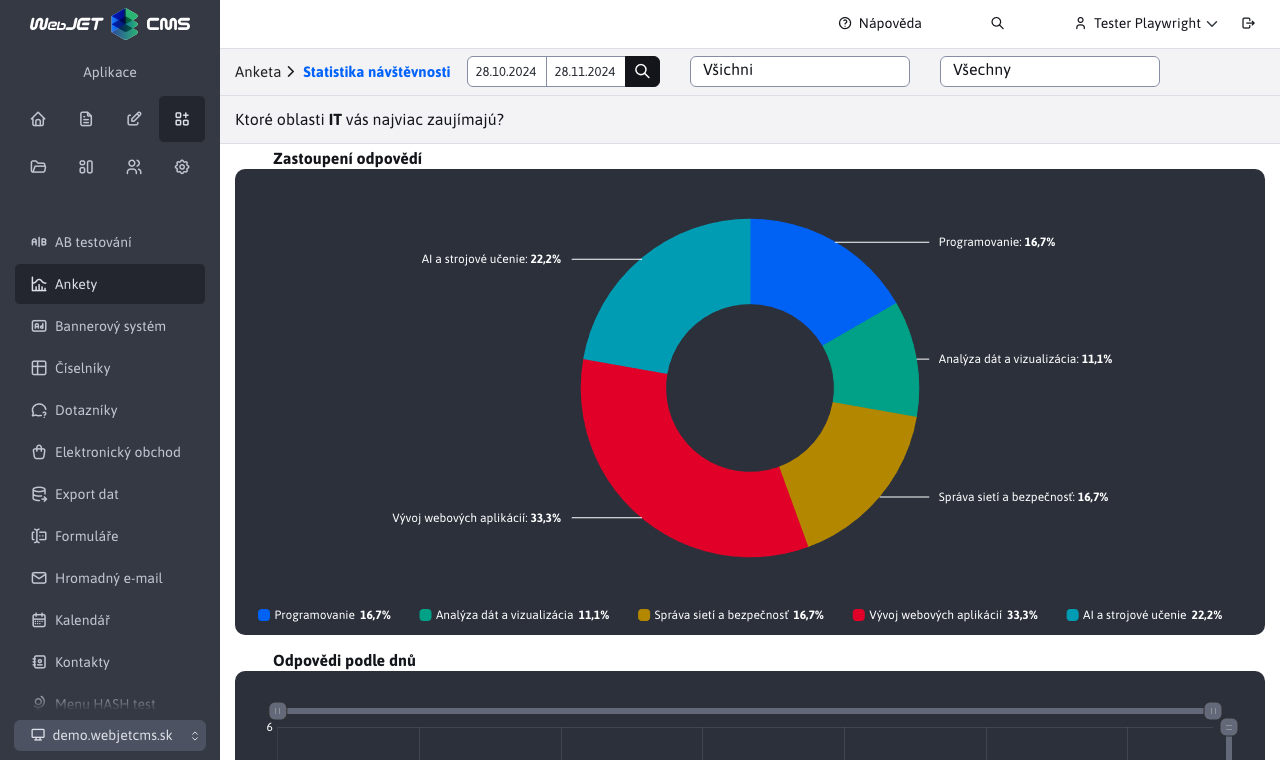 WebJET CMS
Nápověda
Tester Playwright
Aplikace
Anketa
Statistika návštěvnosti
28.10.2024
28.11.2024
Všichni
Všechny
Ktoré oblasti IT vás najviac zaujímajú?
AB testování
Ankety
Bannerový systém
Číselníky
Dotazníky
Elektronický obchod
Export dat
Formuláře
Hromadný e-mail
Kalendář
Kontakty
Menu HASH test
demo.webjetcms.sk
Zastoupení odpovědí
Programovanie: 16,7%
AI a strojové učenie: 22,2%
Analýza dát a vizualizácia: 11,1%
Správa sietí a bezpečnosť: 16,7%
Vývoj webových aplikácií: 33,3%
Programovanie 16,7%
Analýza dát a vizualizácia 11,1%
Správa sietí a bezpečnosť 16,7%
Vývoj webových aplikácií 33,3%
AI a strojové učenie 22,2%
Odpovědi podle dnů
6